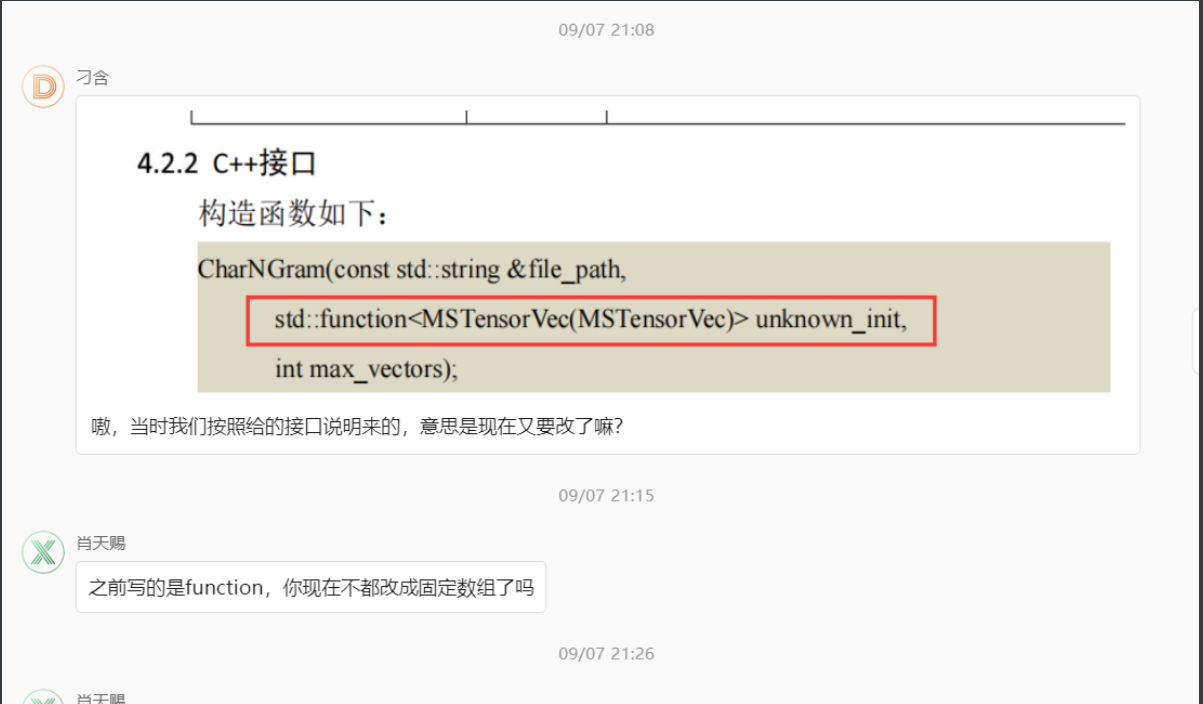 09/07 21:08
刁含
4.2.2 C++接口
构造函数如下：
CharNGram(const std::string &file_path,
std::function<MSTensorVec(MSTensorVec)> unknown_init,
int max_vectors);
嗷，当时我们按照给的接口说明来的，意思是现在又要改了嘛？
09/07 21:15
肖天赐
之前写的是function，你现在不都改成固定数组了吗
09/07 21:26
肖天赐